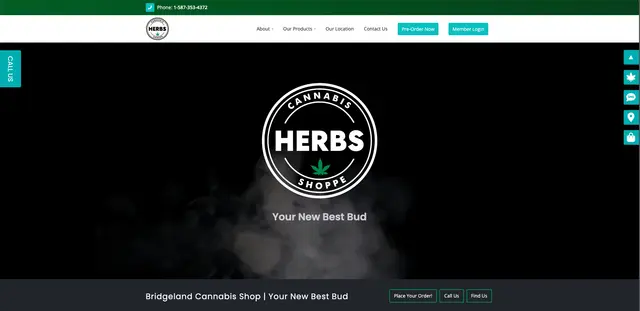 Phone: 1-587-353-4372
HERBS
About
Our Products
Our Location
Contact Us
Pre-Order Now
Member Login
CALL US
CANNABIS
HERBS
SHOPPE
Your New Best Bud
Bridgeland Cannabis Shop | Your New Best Bud
Place Your Order!
Call Us
Find Us